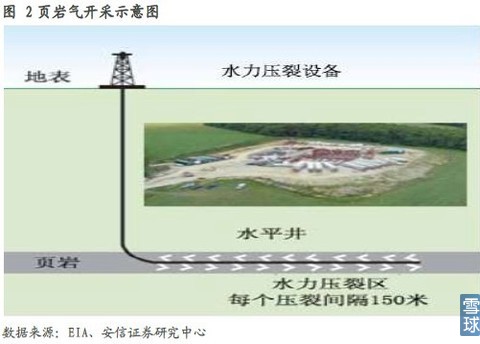 图 2 页岩气开采示意图
地表
水力压裂设备
水平井
页岩
水力压裂区
每个压裂间隔150米
雪球
数据来源：EIA、安信证券研究中心